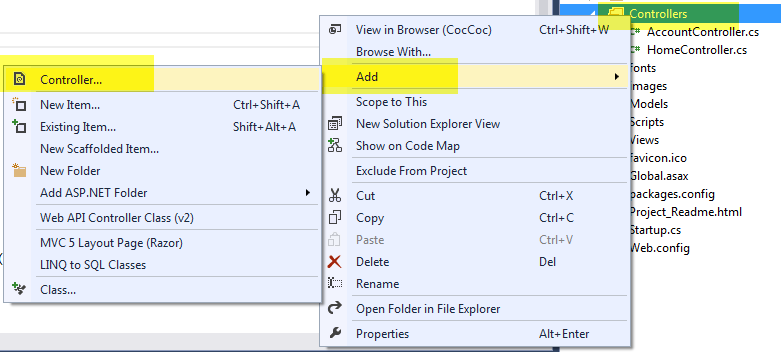 Controller...
New Item... Ctrl+Shift+A
Existing Item... Shift+Alt+A
New Scaffolded Item...
New Folder
Add ASP.NET Folder
Web API Controller Class (v2)
MVC 5 Layout Page (Razor)
LINQ to SQL Classes
Class...
View in Browser (CocCoc) Ctrl+Shift+W
Browse With...
Add
Scope to This
New Solution Explorer View
Show on Code Map
Exclude From Project
Cut Ctrl+X
Copy Ctrl+C
Paste Ctrl+V
Delete Del
Rename
Open Folder in File Explorer
Properties Alt+Enter
Controllers
C# AccountController.cs
C# HomeController.cs
fonts
Images
Models
Scripts
Views
favicon.ico
Global.asax
packages.config
Project_Readme.html
Startup.cs
Web.config